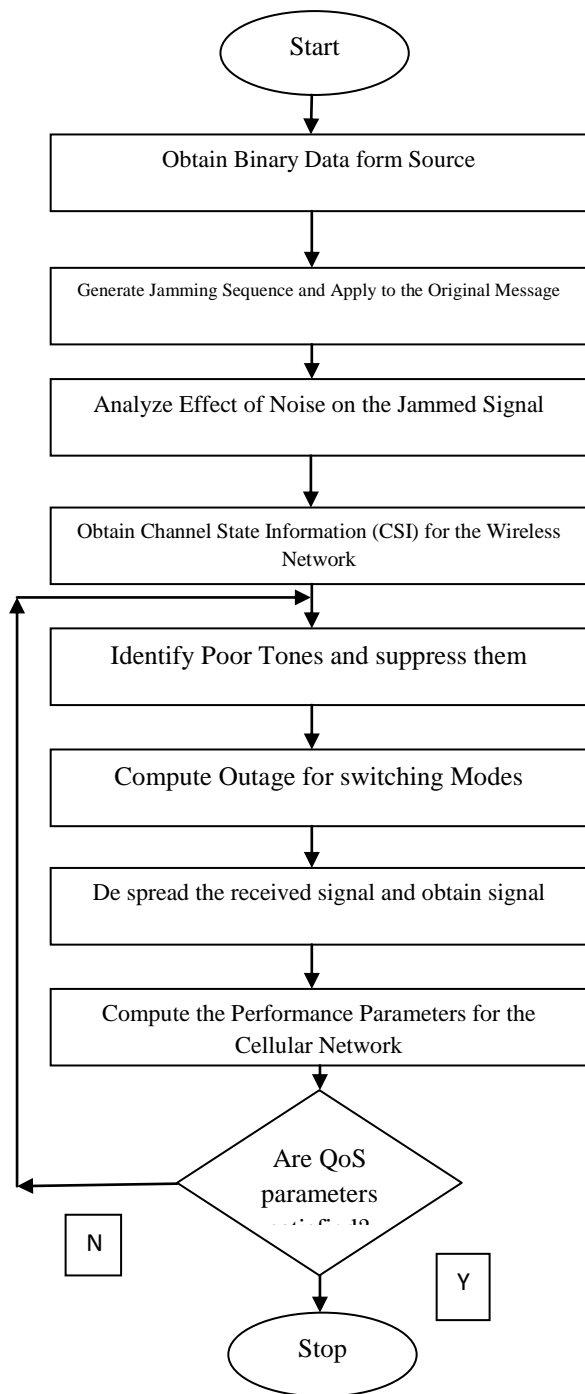 Start
Obtain Binary Data form Source
Generate Jamming Sequence and Apply to the Original Message
Analyze Effect of Noise on the Jammed Signal
Obtain Channel State Information (CSI) for the Wireless
Network
Identify Poor Tones and suppress them
Compute Outage for switching Modes
De spread the received signal and obtain signal
Compute the Performance Parameters for the
Cellular Network
Are QoS
parameters
N
Y
Stop